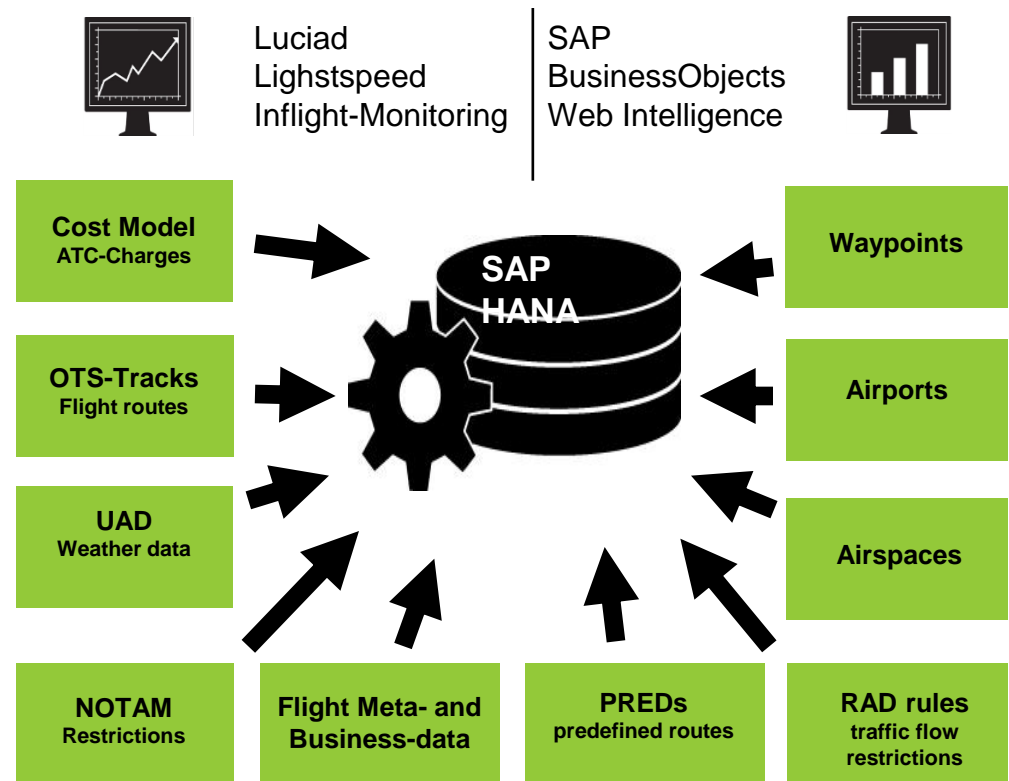 Luciad
Lighstspeed
Inflight-Monitoring
SAP
BusinessObjects
Web Intelligence
Cost Model
ATC-Charges
SAP
HANA
Waypoints
OTS-Tracks
Flight routes
Airports
UAD
Weather data
Airspaces
NOTAM
Restrictions
Flight Meta- and
Business-data
PREDs
predefined routes
RAD rules
traffic flow
restrictions